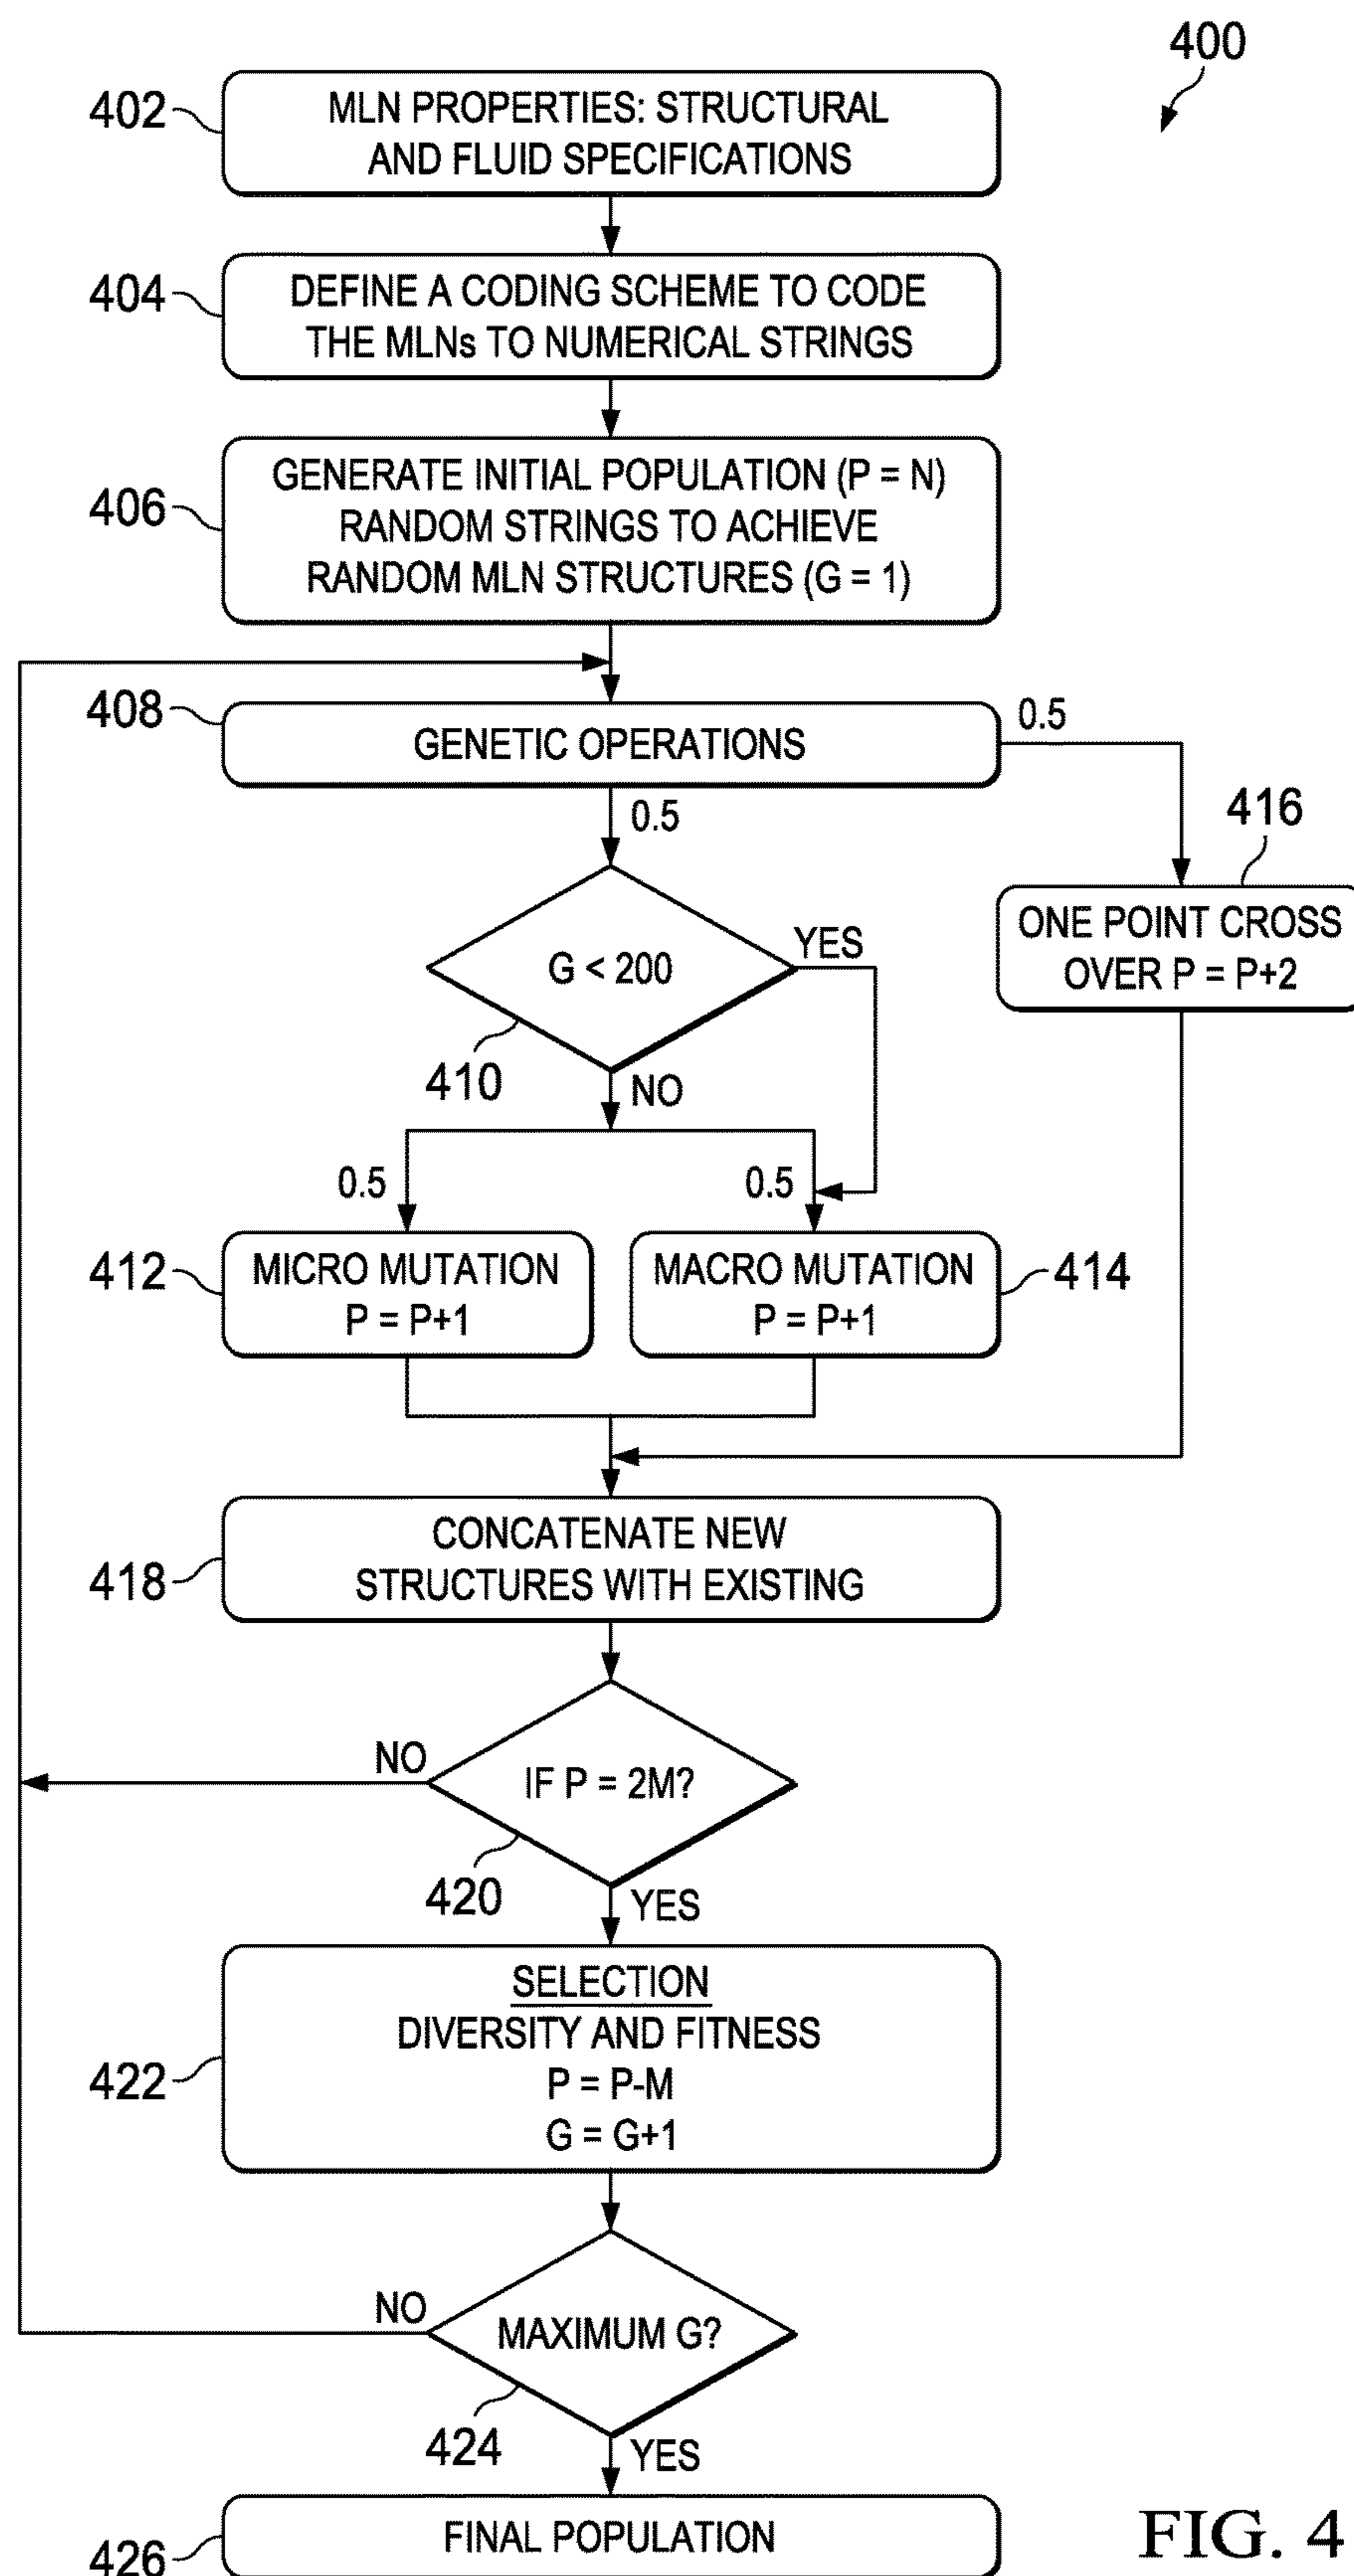 400
402
MLN PROPERTIES: STRUCTURAL
AND FLUID SPECIFICATIONS
404
DEFINE A CODING SCHEME TO CODE
THE MLNs TO NUMERICAL STRINGS
406
GENERATE INITIAL POPULATION (P = N)
RANDOM STRINGS TO ACHIEVE
RANDOM MLN STRUCTURES (G = 1)
408
GENETIC OPERATIONS
0.5
0.5
416
ONE POINT CROSS
OVER P = P+2
G < 200
YES
410
NO
0.5
0.5
412
MICRO MUTATION
P = P+1
MACRO MUTATION
P = P+1
414
418
CONCATENATE NEW
STRUCTURES WITH EXISTING
NO
IF P = 2M?
420
YES
422
SELECTION
DIVERSITY AND FITNESS
P = P-M
G = G+1
NO
MAXIMUM G?
424
YES
426
FINAL POPULATION
FIG. 4